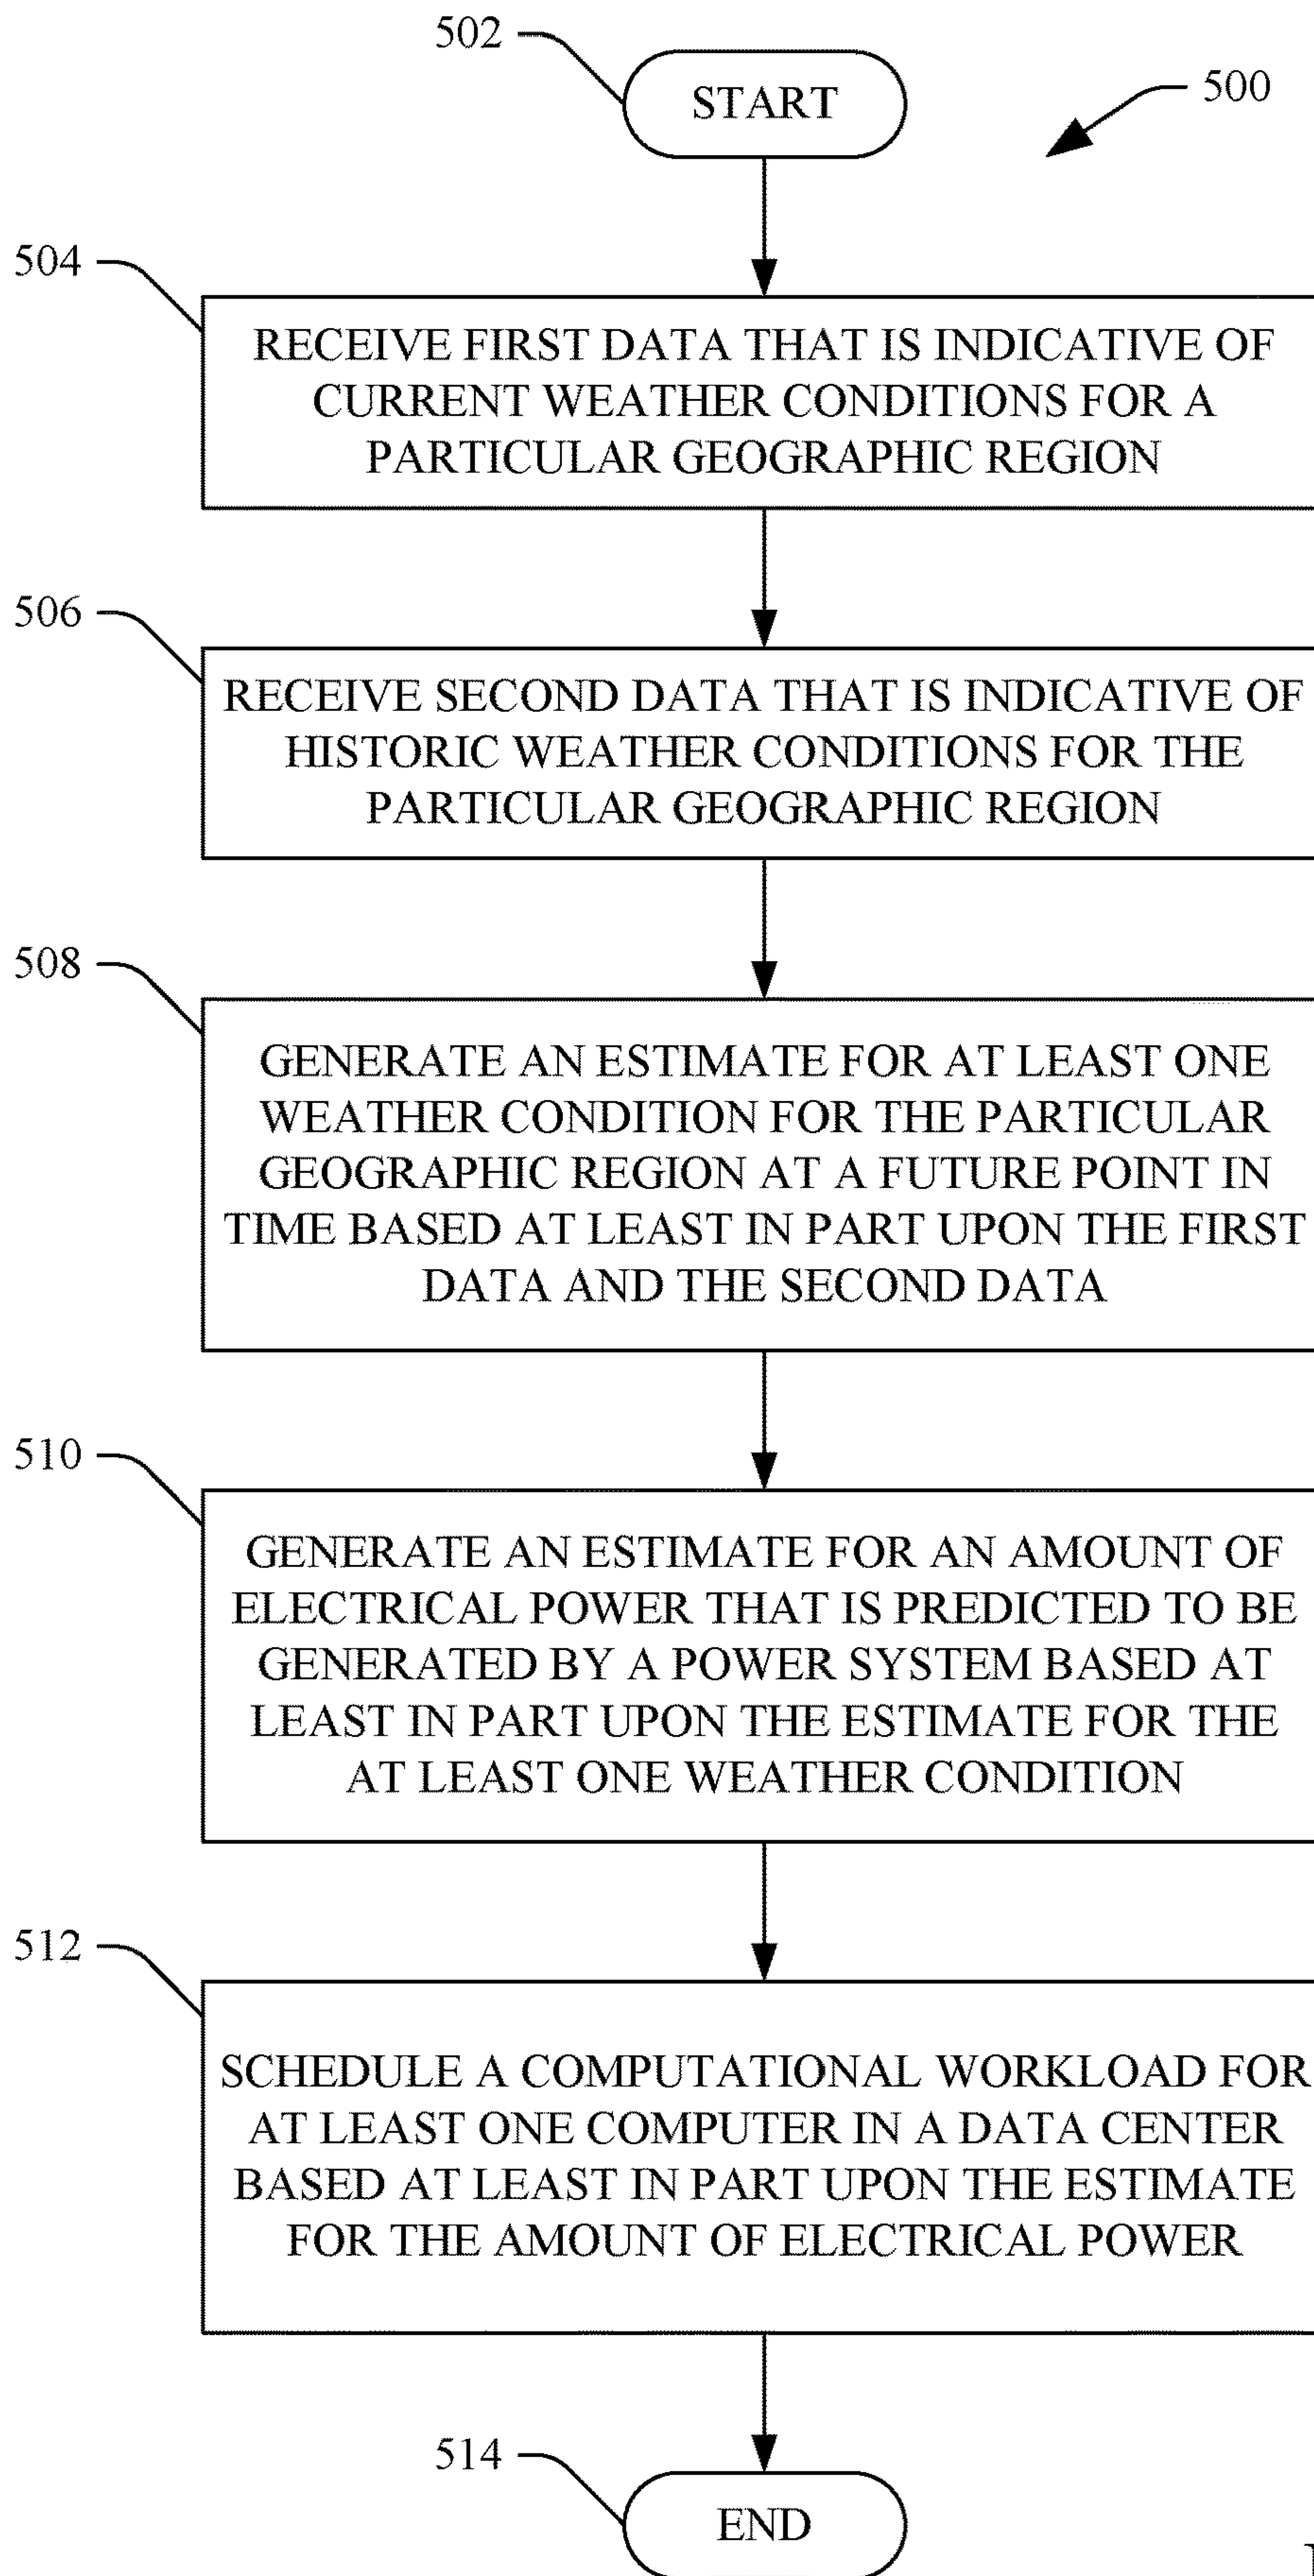 502
START
500
504
RECEIVE FIRST DATA THAT IS INDICATIVE OF
CURRENT WEATHER CONDITIONS FOR A
PARTICULAR GEOGRAPHIC REGION
506
RECEIVE SECOND DATA THAT IS INDICATIVE OF
HISTORIC WEATHER CONDITIONS FOR THE
PARTICULAR GEOGRAPHIC REGION
508
GENERATE AN ESTIMATE FOR AT LEAST ONE
WEATHER CONDITION FOR THE PARTICULAR
GEOGRAPHIC REGION AT A FUTURE POINT IN
TIME BASED AT LEAST IN PART UPON THE FIRST
DATA AND THE SECOND DATA
510
GENERATE AN ESTIMATE FOR AN AMOUNT OF
ELECTRICAL POWER THAT IS PREDICTED TO BE
GENERATED BY A POWER SYSTEM BASED AT
LEAST IN PART UPON THE ESTIMATE FOR THE
AT LEAST ONE WEATHER CONDITION
512
SCHEDULE A COMPUTATIONAL WORKLOAD FOR
AT LEAST ONE COMPUTER IN A DATA CENTER
BASED AT LEAST IN PART UPON THE ESTIMATE
FOR THE AMOUNT OF ELECTRICAL POWER
514
END